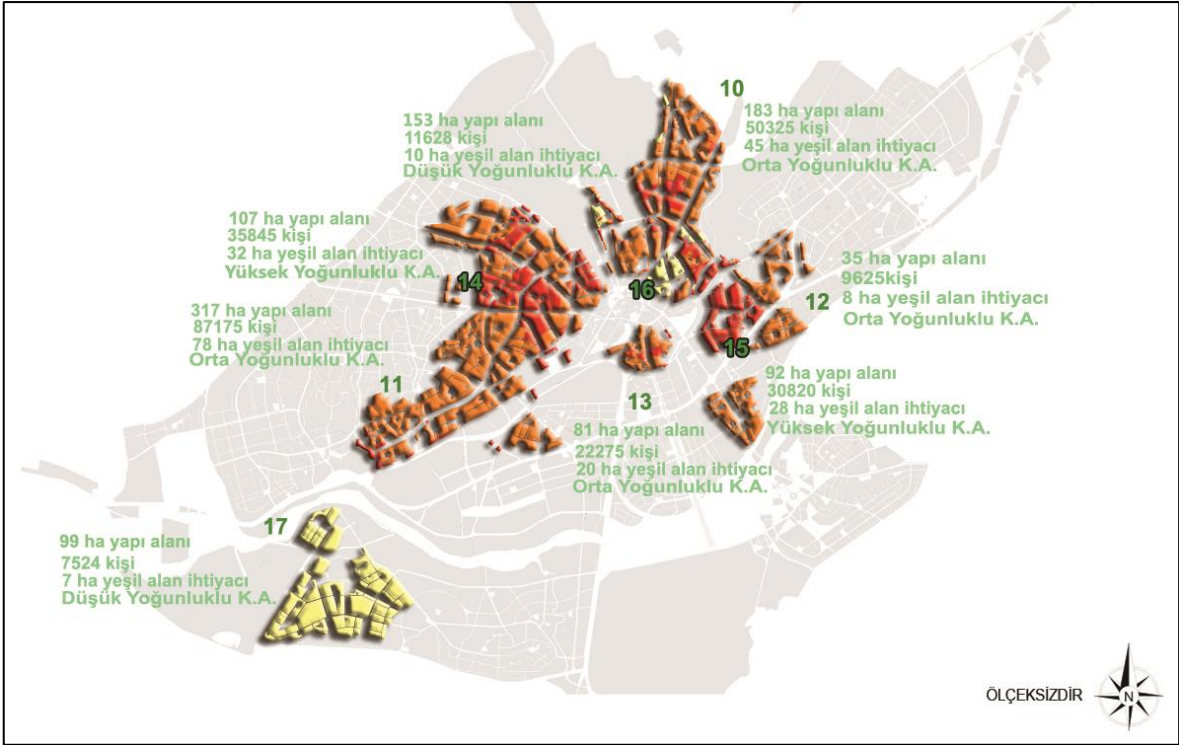 10
183 ha yapı alanı
50325 kişi
45 ha yeşil alan ihtiyacı
Orta Yoğunluklu K.A.
153 ha yapı alanı
11628 kişi
10 ha yeşil alan ihtiyacı
Düşük Yoğunluklu K.A.
107 ha yapı alanı
35845 kişi
32 ha yeşil alan ihtiyacı
Yüksek Yoğunluklu K.A.
14
16
35 ha yapı alanı
9625kişi
8 ha yeşil alan ihtiyacı
Orta Yoğunluklu K.A.
12
317 ha yapı alanı
87175 kişi
78 ha yeşil alan ihtiyacı
Orta Yoğunluklu K.A.
11
15
92 ha yapı alanı
30820 kişi
28 ha yeşil alan ihtiyacı
Yüksek Yoğunluklu K.A.
13
81 ha yapı alanı
22275 kişi
20 ha yeşil alan ihtiyacı
Orta Yoğunluklu K.A.
17
99 ha yapı alanı
7524 kişi
7 ha yeşil alan ihtiyacı
Düşük Yoğunluklu K.A.
ÖLÇEKSİZDİR
N